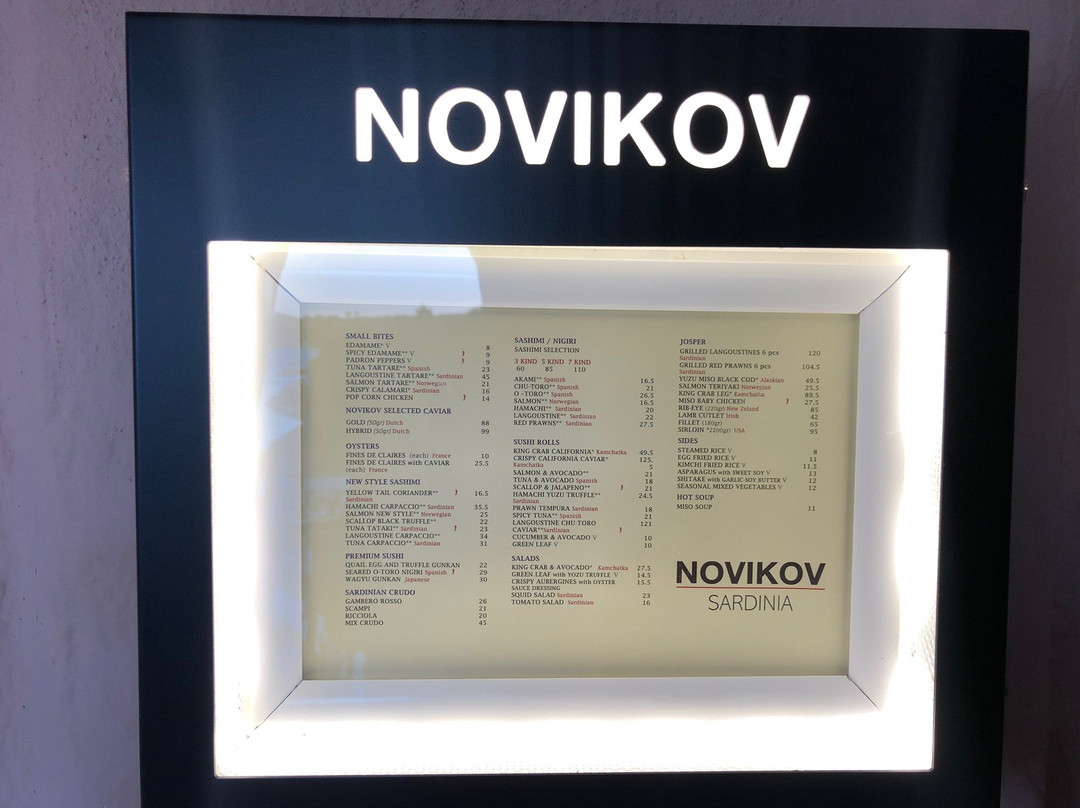 NOVIKOV
SMALL BITES
EDAMAME* V 8
SPICY EDAMAME** V 9
PADRON PEPPERS V 9
TUNA TARTARE** Spanish 23
LANGOUSTINE TARTARE** Sardinian 45
SALMON TARTARE** Norwegian 21
CRISPY CALAMARI* Sardinian 16
POP CORN CHICKEN 14
NOVIKOV SELECTED CAVIAR
GOLD (50gr) Dutch 88
HYBRID (50gr) Dutch 99
OYSTERS
FINES DE CLAIRES (each) France 10
FINES DE CLAIRES with CAVIAR 25.5
(each) France
NEW STYLE SASHIMI
YELLOW TAIL CORIANDER** 16.5
Sardinian
HAMACHI CARPACCIO** Sardinian 35.5
SALMON NEW STYLE** Norwegian 25
SCALLOP BLACK TRUFFLE** 22
TUNA TATAKI** Sardinian 23
LANGOUSTINE CARPACCIO** 34
TUNA CARPACCIO** Sardinian 31
PREMIUM SUSHI
QUAIL EGG AND TRUFFLE GUNKAN 22
SEARED O-TORO NIGIRI Spanish 29
WAGYU GUNKAN Japanese 30
SARDINIAN CRUDO
GAMBERO ROSSO 26
SCAMPI 21
RICCIOLA 20
MIX CRUDO 45
SASHIMI / NIGIRI
SASHIMI SELECTION
3 KIND 5 KIND 7 KIND
60 85 110
AKAMI** Spanish 16.5
CHU-TORO** Spanish 21
O -TORO** Spanish 26.5
SALMON** Norwegian 16.5
HAMACHI** Sardinian 20
LANGOUSTINE** Sardinian 22
RED PRAWNS** Sardinian 27.5
SUSHI ROLLS
KING CRAB CALIFORNIA* Kamchatka 49.5
CRISPY CALIFORNIA CAVIAR* 125.
Kamchatka 5
SALMON & AVOCADO** 21
TUNA & AVOCADO Spanish 18
SCALLOP & JALAPENO** 21
HAMACHI YUZU TRUFFLE** 24.5
Sardinian
PRAWN TEMPURA Sardinian 18
SPICY TUNA** Spanish 21
LANGOUSTINE CHU-TORO 121
CAVIAR**Sardinian
CUCUMBER & AVOCADO V 10
GREEN LEAF V 10
SALADS
KING CRAB & AVOCADO* Kamchatka 27.5
GREEN LEAF with YOZU TRUFFLE V 14.5
CRISPY AUBERGINES with OYSTER 15.5
SAUCE DRESSING
SQUID SALAD Sardinian 23
TOMATO SALAD Sardinian 16
JOSPER
GRILLED LANGOUSTINES 6 pcs 120
Sardinian
GRILLED RED PRAWNS 6 pcs 104.5
Sardinian
YUZU MISO BLACK COD* Alaskian 49.5
SALMON TERIYAKI Norwegian 25.5
KING CRAB LEG* Kamchatka 89.5
MISO BABY CHICKEN 27.5
RIB-EYE (220gr) New Zeland 85
LAMB CUTLET Irish 42
FILLET (180gr) 65
SIRLOIN *2200gr) USA 95
SIDES
STEAMED RICE V 8
EGG FRIED RICE V 11
KIMCHI FRIED RICE V 11.5
ASPARAGUS with SWEET SOY V 13
SHITAKE with GARLIC-SOY BUTTER V 12
SEASONAL MIXED VEGETABLES V 12
HOT SOUP
MISO SOUP 11
NOVIKOV
SARDINIA